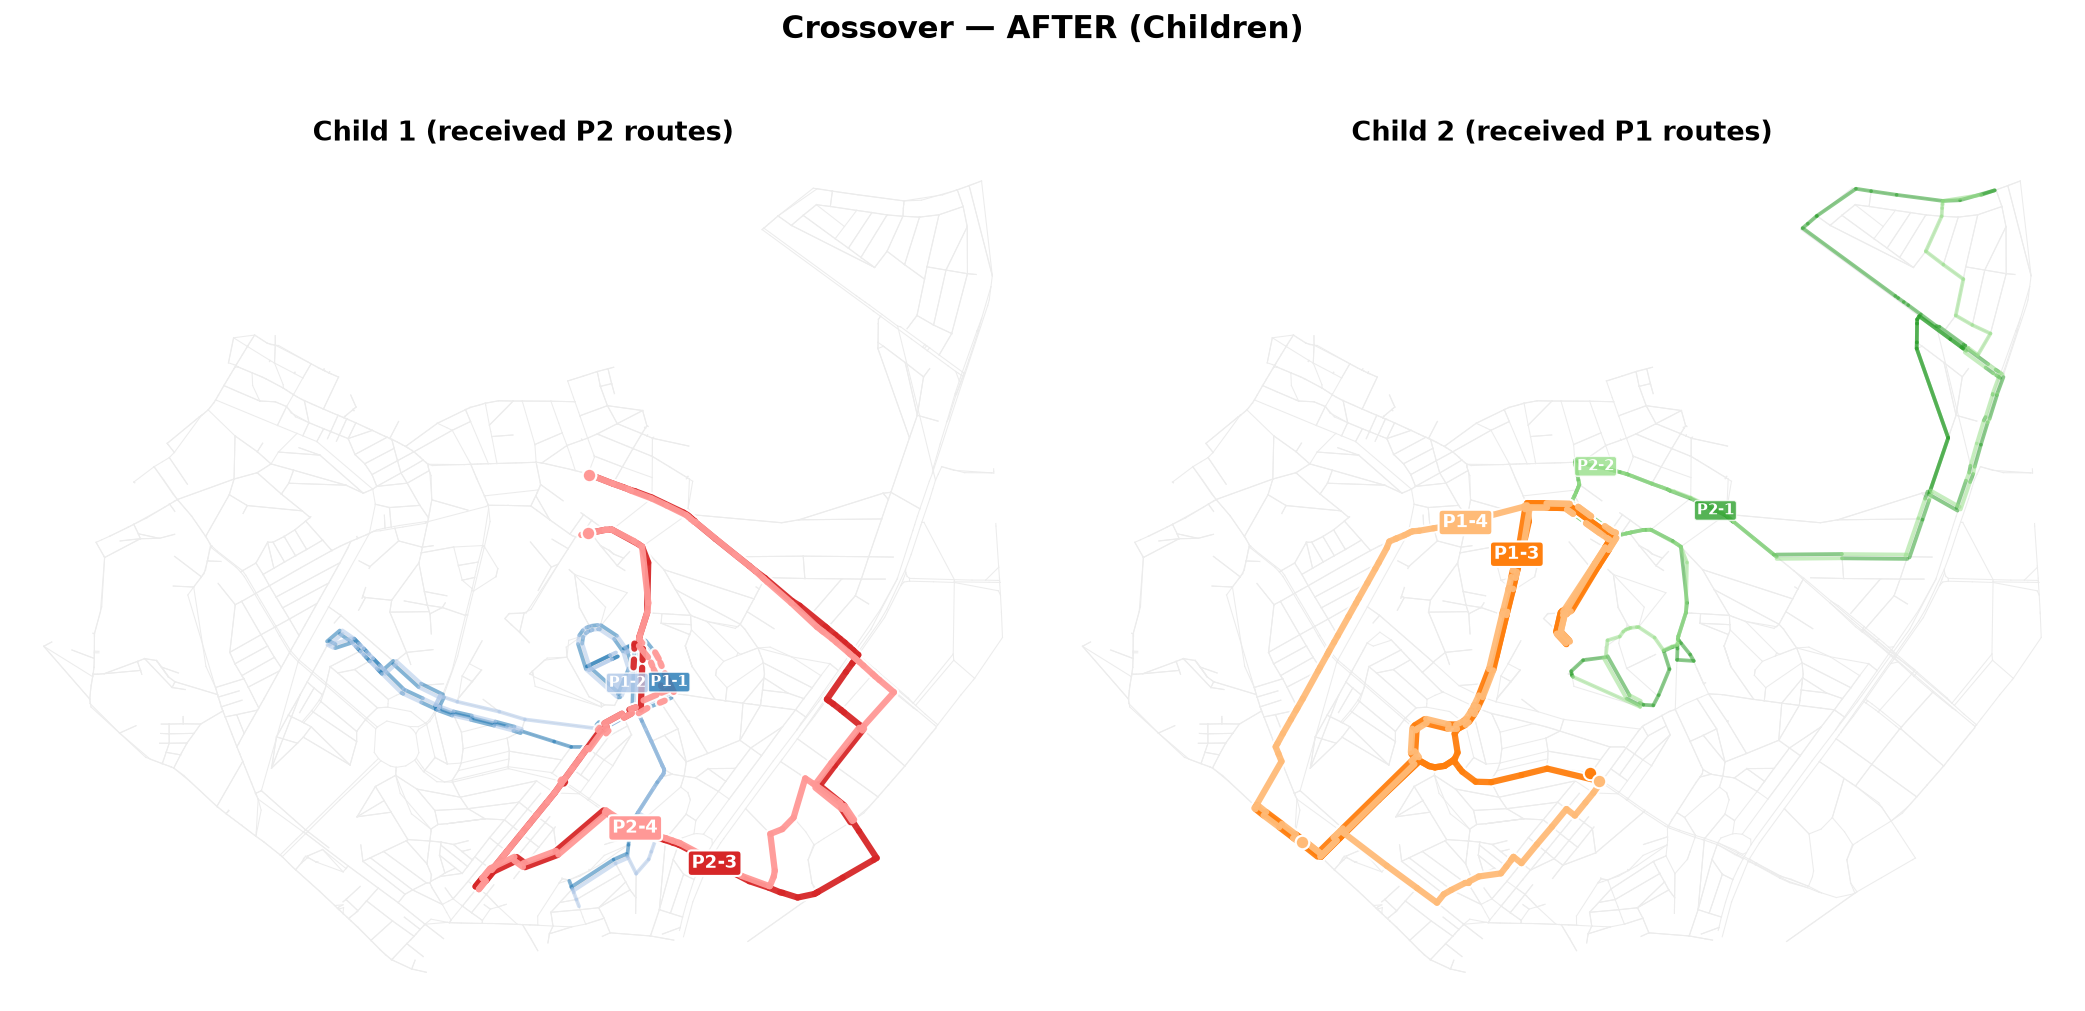 Crossover — AFTER (Children)
Child 1 (received P2 routes)
P1-2
P1-1
P2-4
P2-3
Child 2 (received P1 routes)
P2-2
P2-1
P1-4
P1-3